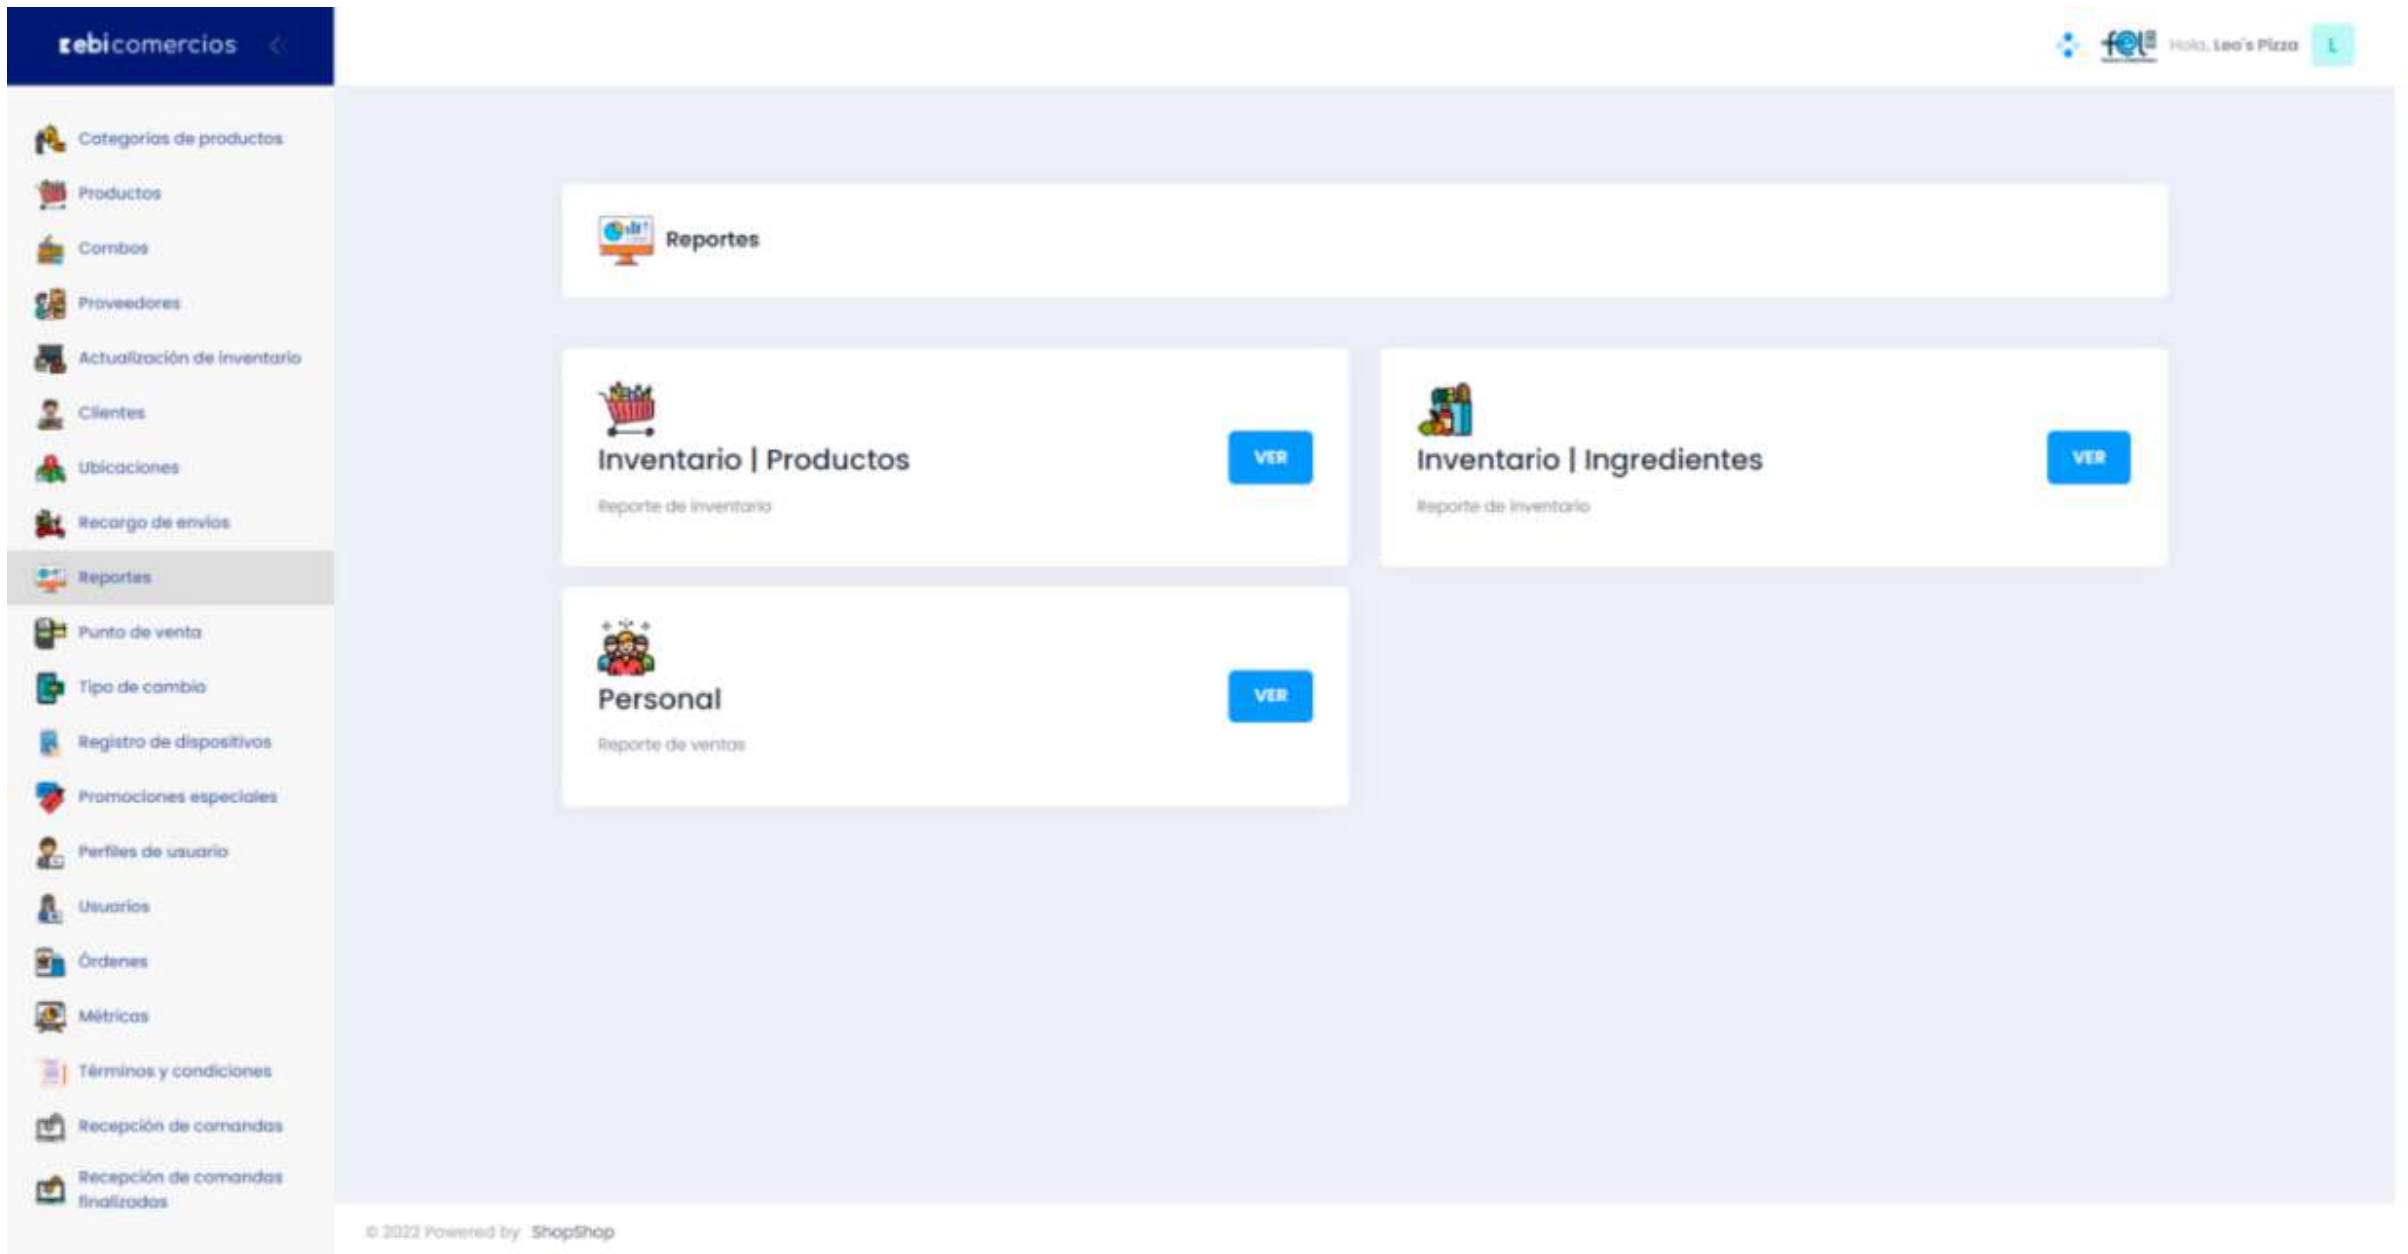 ebicomercios
fel
Hola, Leo's Pizza
L
Categorías de productos
Productos
Combos
Proveedores
Actualización de inventario
Clientes
Ubicaciones
Recargo de envíos
Reportes
Punto de venta
Tipo de cambio
Registro de dispositivos
Promociones especiales
Perfiles de usuario
Usuarios
Órdenes
Métricas
Términos y condiciones
Recepción de comandas
Recepción de comandas
finalizadas
Reportes
Inventario | Productos
Reporte de inventario
VER
Inventario | Ingredientes
Reporte de inventario
VER
Personal
Reporte de ventas
VER
© 2022 Powered by ShopShop